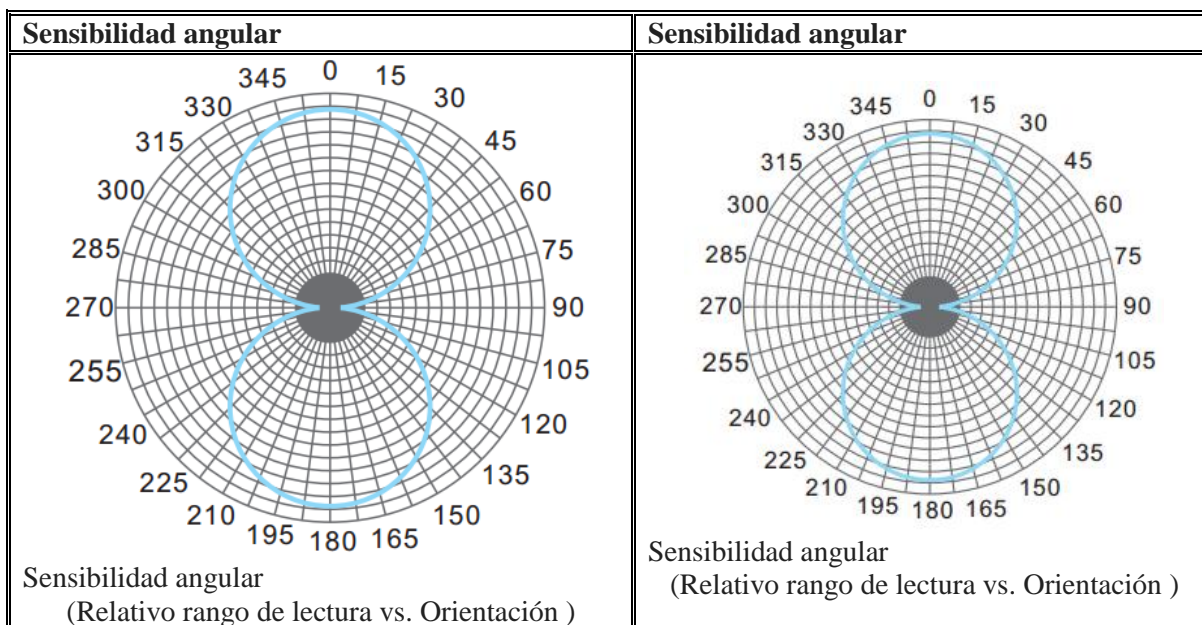 Sensibilidad angular
0
345 15
330 30
315 45
300 60
285 75
270 90
255 105
240 120
225 135
210 150
195 180 165
Sensibilidad angular
(Relativo rango de lectura vs. Orientación )
Sensibilidad angular
0
345 15
330 30
315 45
300 60
285 75
270 90
255 105
240 120
225 135
210 150
195 180 165
Sensibilidad angular
(Relativo rango de lectura vs. Orientación )